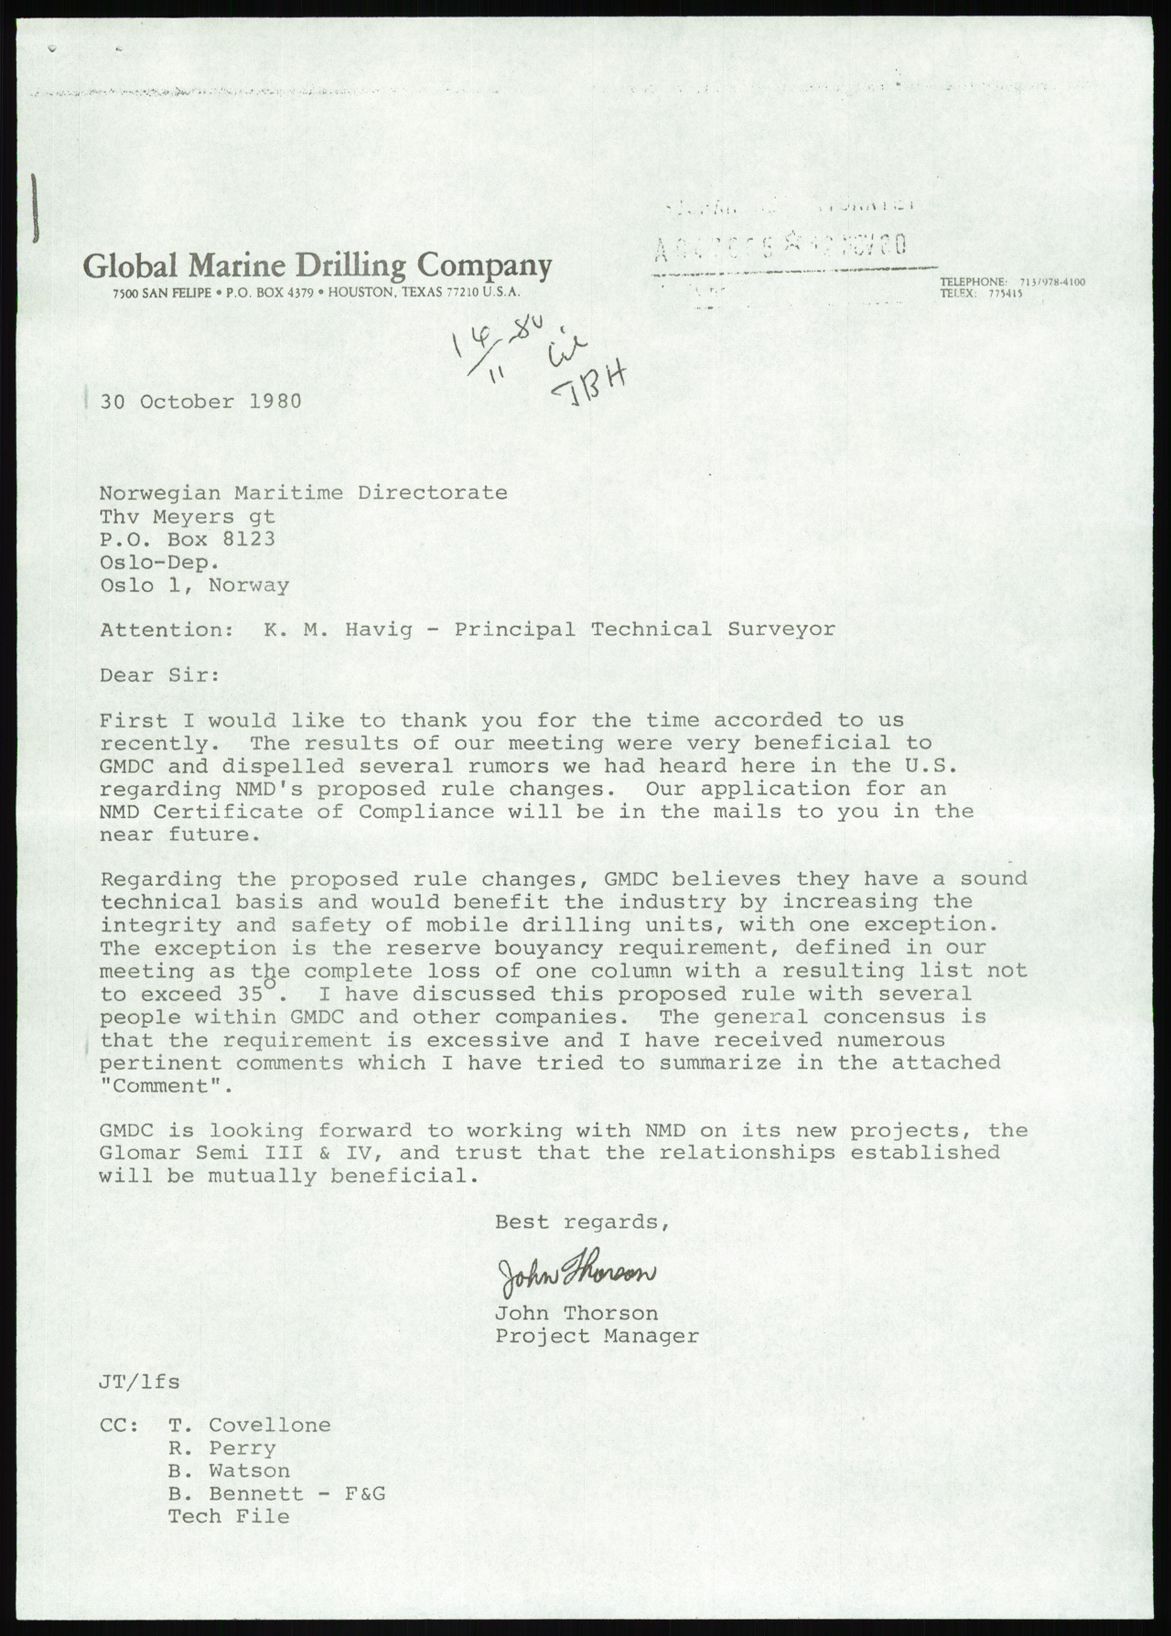 Global Marine Drilling Company
7500 SAN FELIPE • P.O. BOX 4379 • HOUSTON, TEXAS 77210 U.S.A.
TELEPHONE: 713/978-4100
TELEX: 775415
14/11-80
JBH
30 October 1980
Norwegian Maritime Directorate
Thv Meyers gt
P.O. Box 8123
Oslo-Dep.
Oslo 1, Norway
Attention: K. M. Havig - Principal Technical Surveyor
Dear Sir:
First I would like to thank you for the time accorded to us
recently. The results of our meeting were very beneficial to
GMDC and dispelled several rumors we had heard here in the U.S.
regarding NMD's proposed rule changes. Our application for an
NMD Certificate of Compliance will be in the mails to you in the
near future.
Regarding the proposed rule changes, GMDC believes they have a sound
technical basis and would benefit the industry by increasing the
integrity and safety of mobile drilling units, with one exception.
The exception is the reserve bouyancy requirement, defined in our
meeting as the complete loss of one column with a resulting list not
to exceed 35°. I have discussed this proposed rule with several
people within GMDC and other companies. The general concensus is
that the requirement is excessive and I have received numerous
pertinent comments which I have tried to summarize in the attached
"Comment".
GMDC is looking forward to working with NMD on its new projects, the
Glomar Semi III & IV, and trust that the relationships established
will be mutually beneficial.
Best regards,
John Thorson
John Thorson
Project Manager
JT/lfs
CC: T. Covellone
R. Perry
B. Watson
B. Bennett - F&G
Tech File